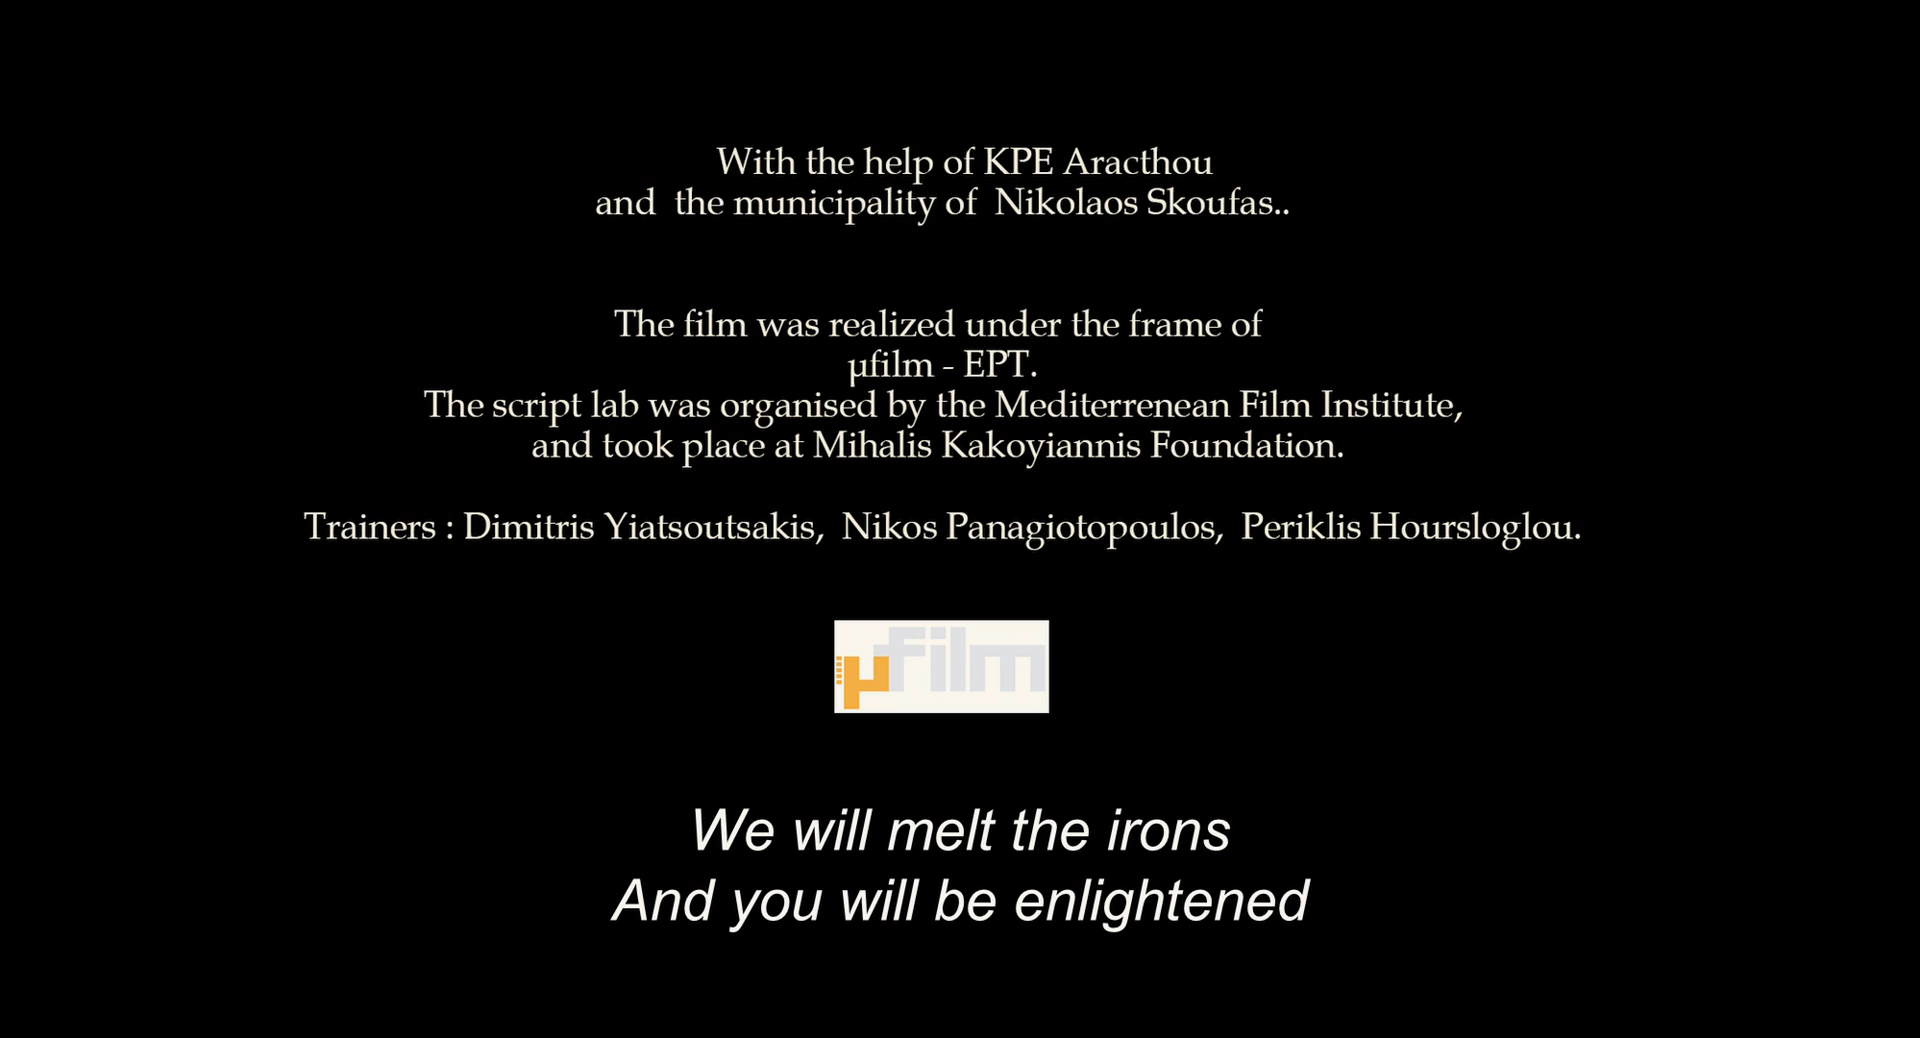 With the help of KPE Aracthou
and the municipality of Nikolaos Skoufas..
The film was realized under the frame of
µfilm - EPT.
The script lab was organised by the Mediterrenean Film Institute,
and took place at Mihalis Kakoyiannis Foundation.
Trainers : Dimitris Yiatsoutsakis, Nikos Panagiotopoulos, Periklis Hoursloglou.
µfilm
We will melt the irons
And you will be enlightened